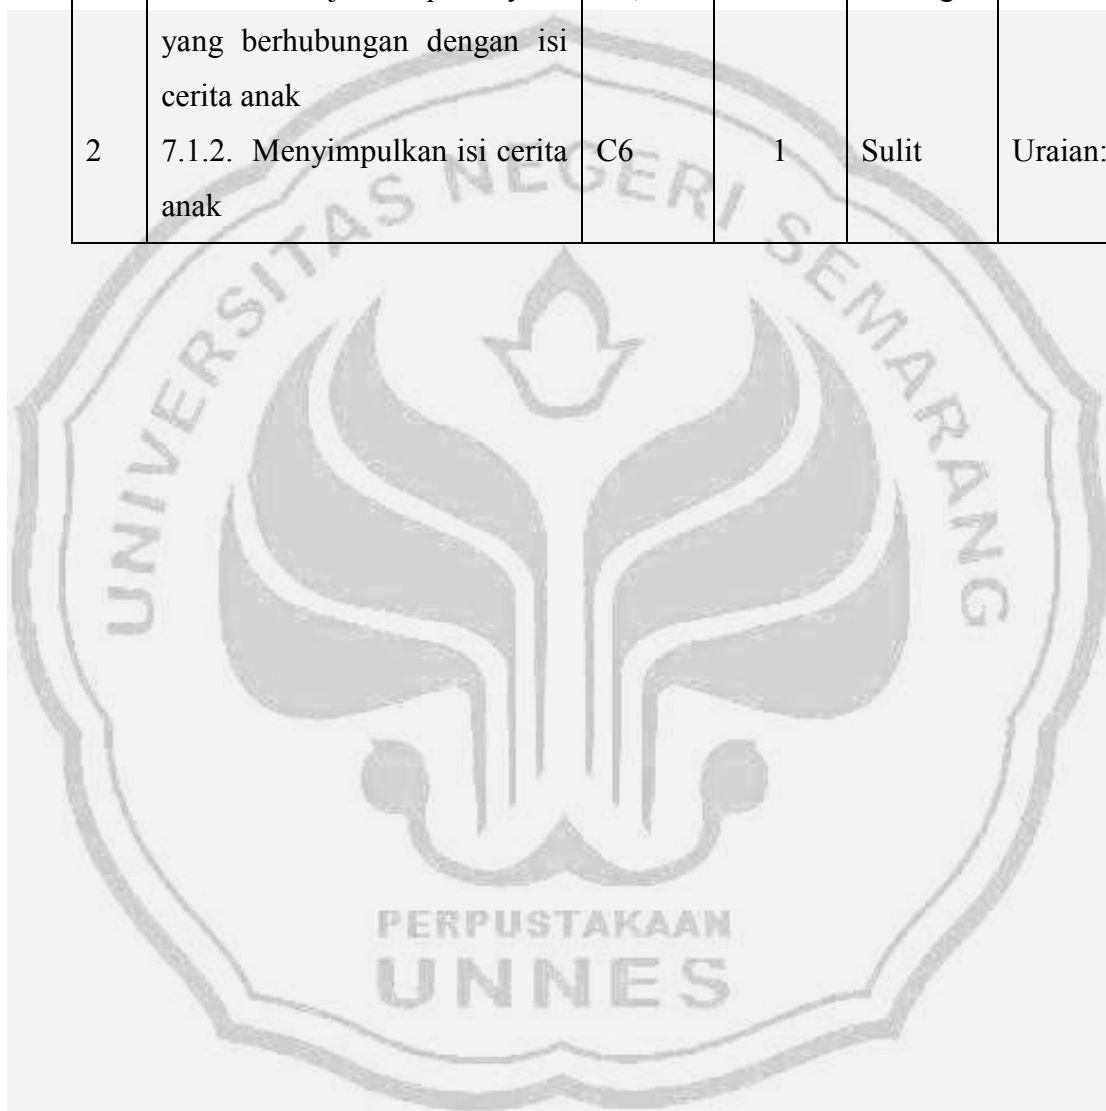 yang berhubungan dengan isi
cerita anak
2 7.1.2. Menyimpulkan isi cerita C6 1 Sulit Uraian:
anak
UNIVERSITAS NEGERI SEMARANG
PERPUSTAKAAN
UNNES